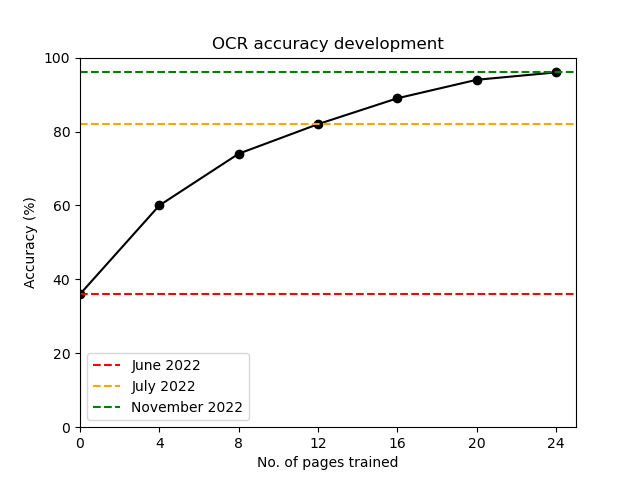 OCR accuracy development
Accuracy (%)
100
80
60
40
20
0
June 2022
July 2022
November 2022
0 4 8 12 16 20 24
No. of pages trained